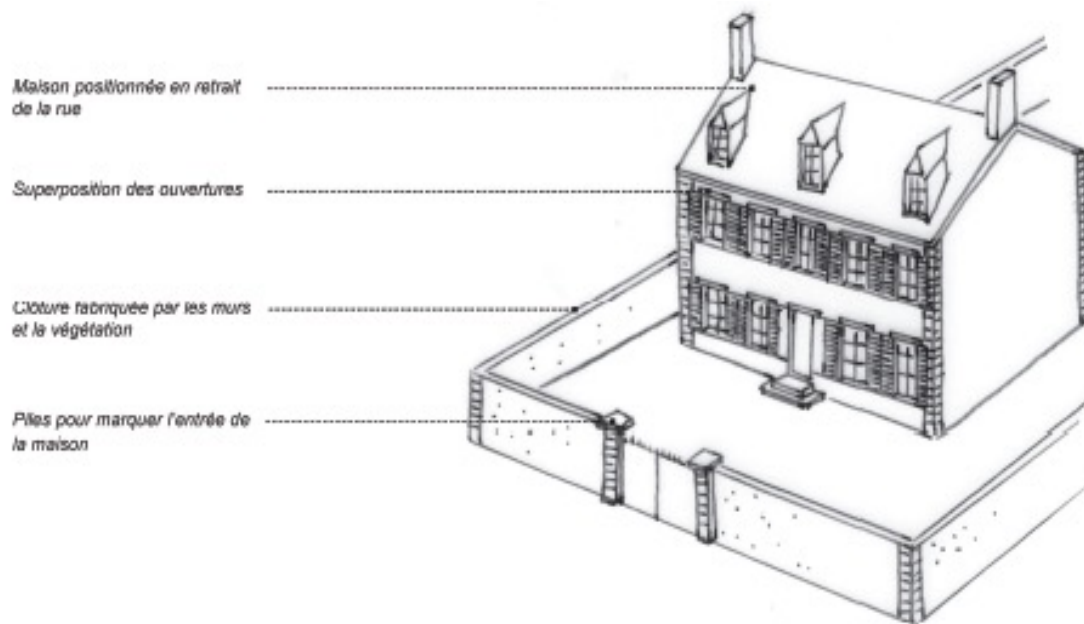 Maison positionnée en retrait
de la rue
Superposition des ouvertures
Clôture fabriquée par les murs
et la végétation
Piles pour marquer l'entrée de
la maison